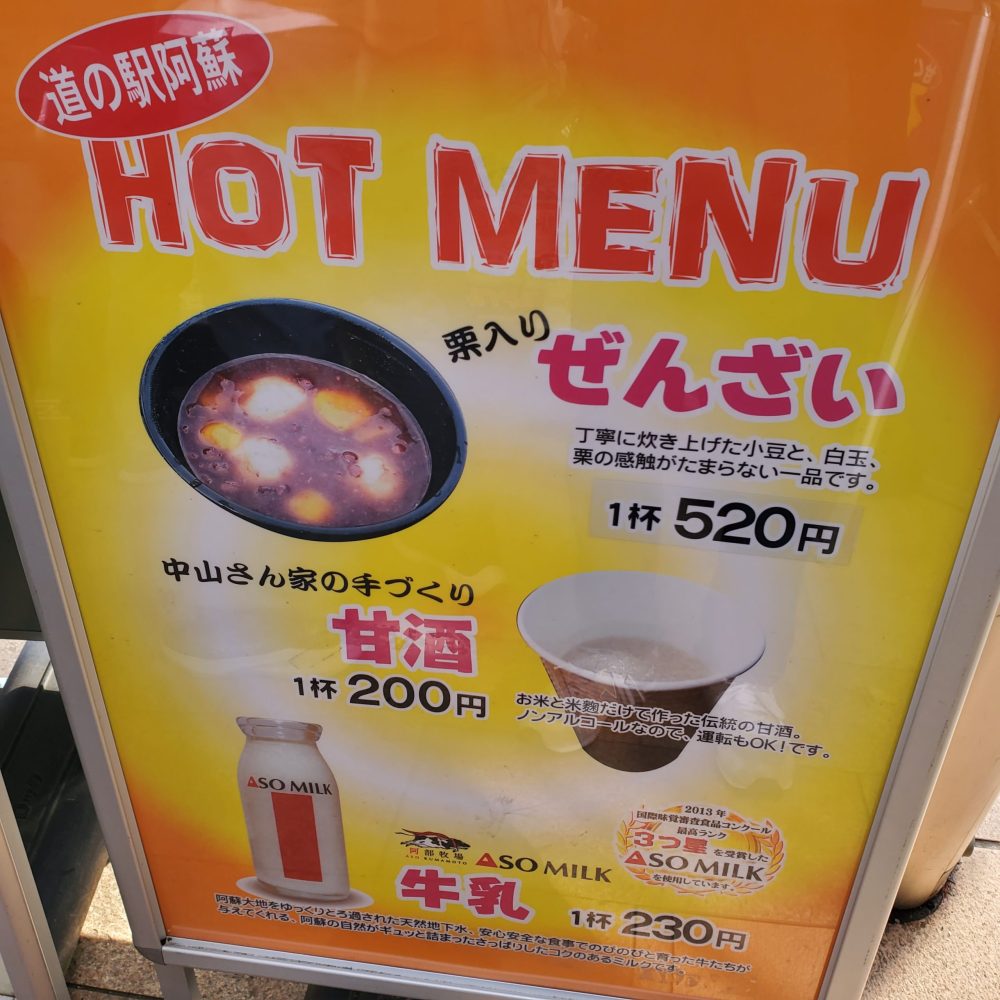 道の駅阿蘇
HOT MENU
栗入り
ぜんざい
丁寧に炊き上げた小豆と、白玉、
栗の感触がたまらない一品です。
1杯 520円
中山さん家の手づくり
甘酒
1杯 200円
お米と米麹だけで作った伝統の甘酒。
ノンアルコールなので、運転もOK!です。
ASO MILK
阿部牧場
ASO KUMAMOTO
ASO MILK
2013年
国際味覚審査食品コンクール
最高ランク
3つ星を受賞した
ASO MILK
を使用しています。
牛乳
1杯 230円
阿蘇大地をゆっくりとろ過された天然地下水、安心安全な食事でのびのびと育った牛たちが
与えてくれる、阿蘇の自然がギュッと詰まったさっぱりしたコクのあるミルクです。